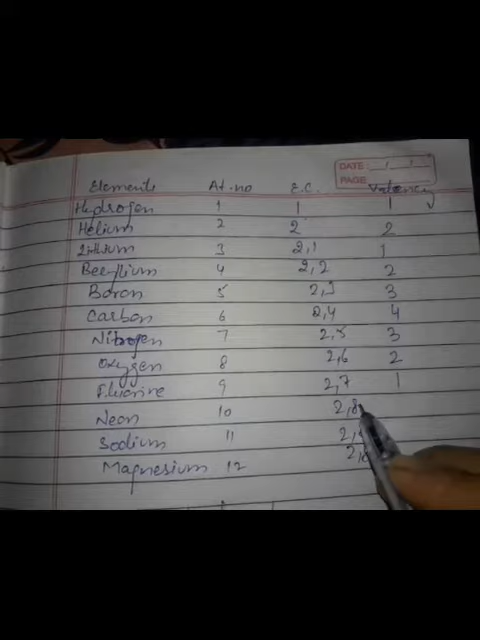 DATE:
PAGE:
Elements At.no E.C. Valency
Hydrogen 1 1 1
Helium 2 2 2
Lithium 3 2,1 1
Beryllium 4 2,2 2
Boron 5 2,3 3
Carbon 6 2,4 4
Nitrogen 7 2,5 3
Oxygen 8 2,6 2
Fluorine 9 2,7 1
Neon 10 2,8
Sodium 11 2,
Magnesium 12 2,